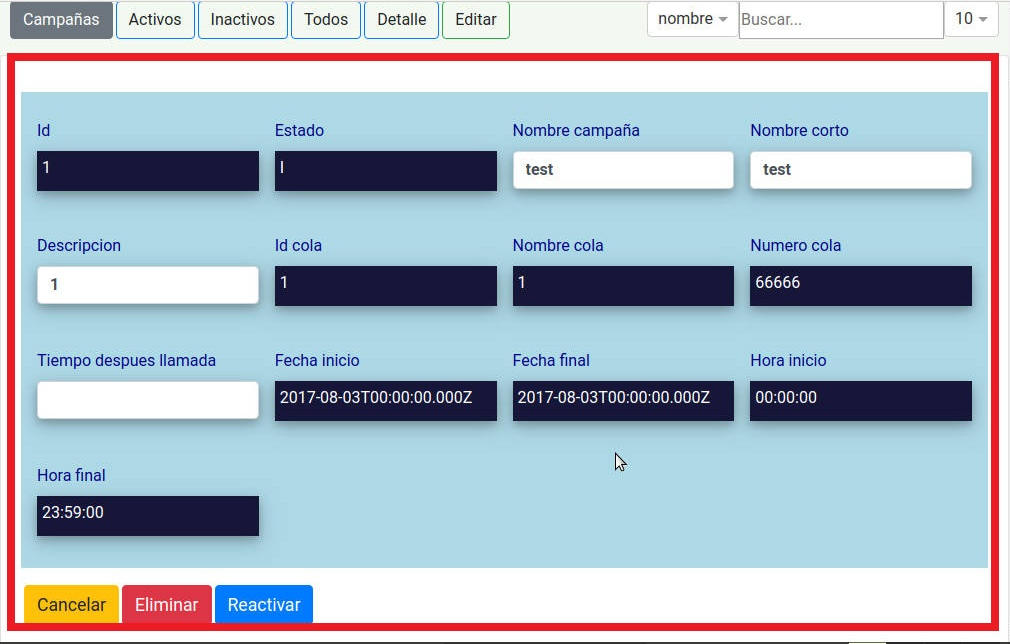 Campañas Activos Inactivos Todos Detalle Editar nombre Buscar... 10
Id Estado Nombre campaña Nombre corto
1 I test test
Descripcion Id cola Nombre cola Numero cola
1 1 1 66666
Tiempo despues llamada Fecha inicio Fecha final Hora inicio
2017-08-03T00:00:00.000Z 2017-08-03T00:00:00.000Z 00:00:00
Hora final
23:59:00
Cancelar Eliminar Reactivar